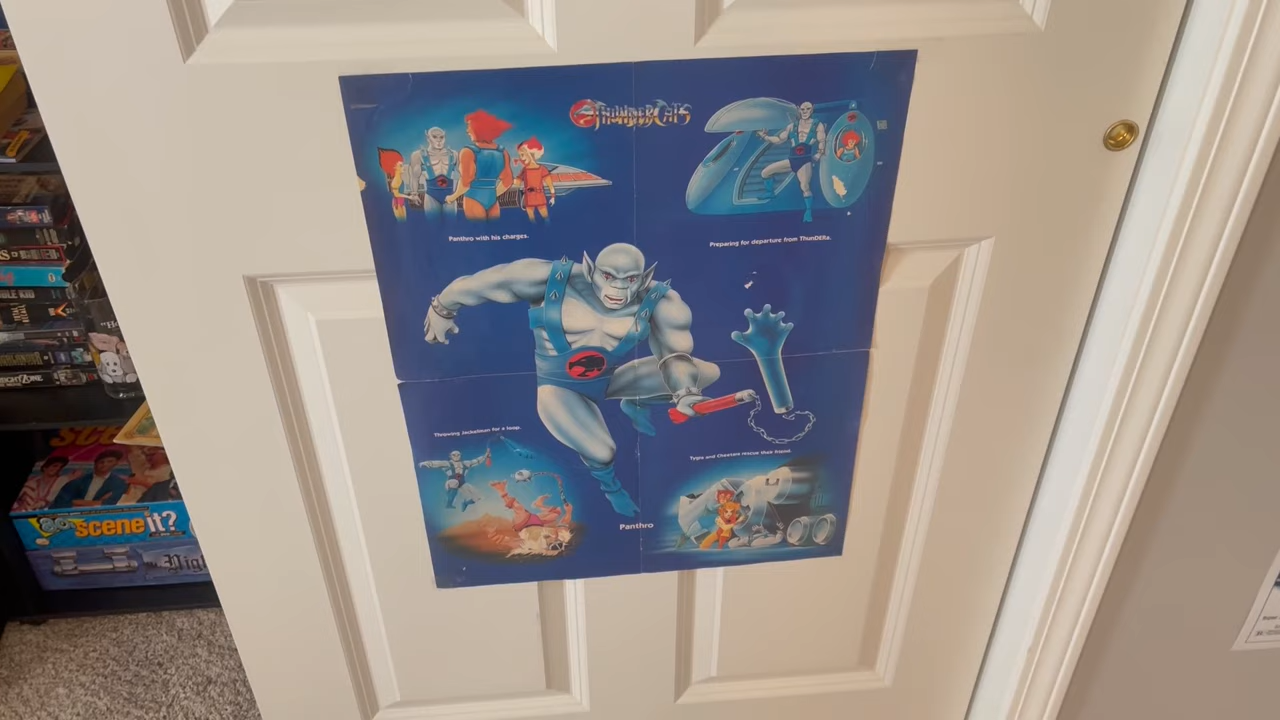 THUNDERCATS
Panthro with his charges.
Preparing for departure from ThunDERa.
Throwing Jackalman for a loop.
Tygra and Cheetara rescue their friend.
Panthro
scene it?